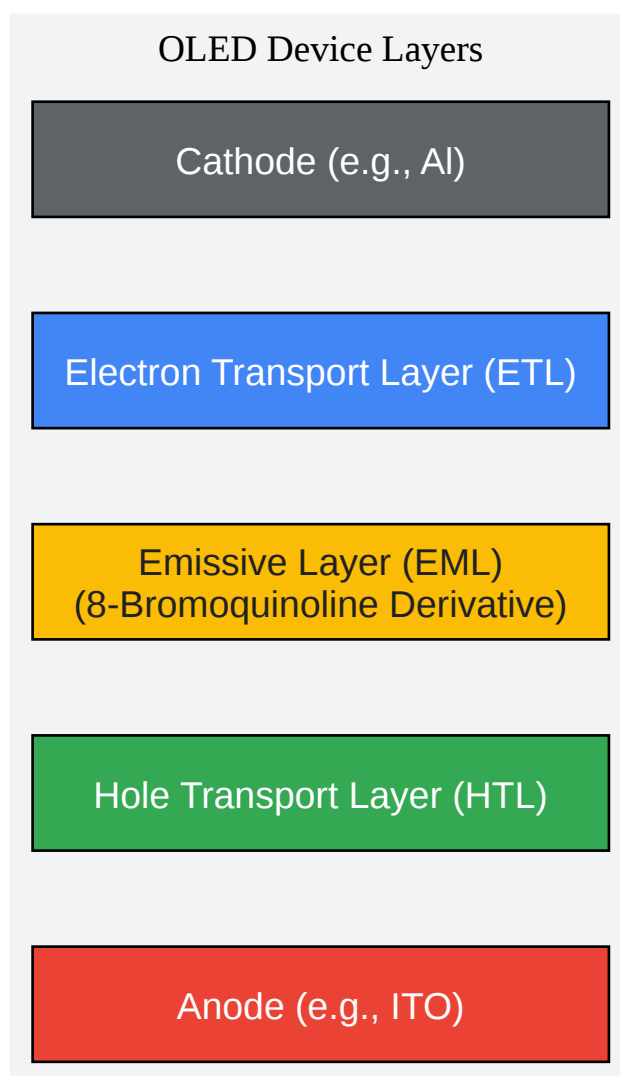 OLED Device Layers
Cathode (e.g., Al)
Electron Transport Layer (ETL)
Emissive Layer (EML)
(8-Bromoquinoline Derivative)
Hole Transport Layer (HTL)
Anode (e.g., ITO)